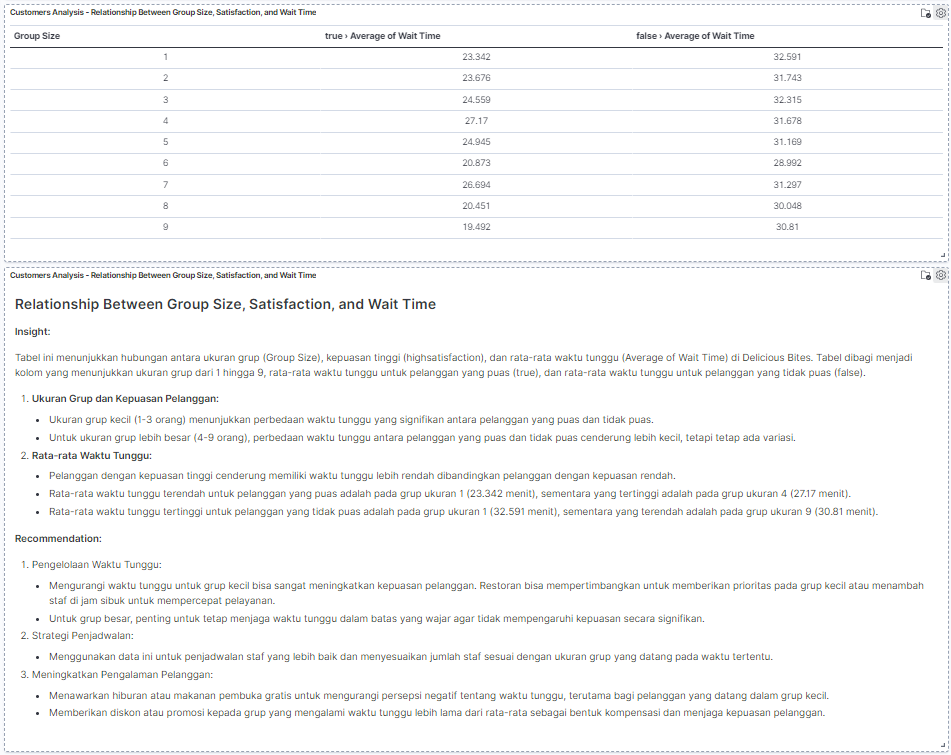 Customers Analysis - Relationship Between Group Size, Satisfaction, and Wait Time
Group Size true › Average of Wait Time false › Average of Wait Time
1 23.342 32.591
2 23.676 31.743
3 24.559 32.315
4 27.17 31.678
5 24.945 31.169
6 20.873 28.992
7 26.694 31.297
8 20.451 30.048
9 19.492 30.81
Customers Analysis - Relationship Between Group Size, Satisfaction, and Wait Time
Relationship Between Group Size, Satisfaction, and Wait Time
Insight:
Tabel ini menunjukkan hubungan antara ukuran grup (Group Size), kepuasan tinggi (highsatisfaction), dan rata-rata waktu tunggu (Average of Wait Time) di Delicious Bites. Tabel dibagi menjadi
kolom yang menunjukkan ukuran grup dari 1 hingga 9, rata-rata waktu tunggu untuk pelanggan yang puas (true), dan rata-rata waktu tunggu untuk pelanggan yang tidak puas (false).
1. Ukuran Grup dan Kepuasan Pelanggan:
• Ukuran grup kecil (1-3 orang) menunjukkan perbedaan waktu tunggu yang signifikan antara pelanggan yang puas dan tidak puas.
• Untuk ukuran grup lebih besar (4-9 orang), perbedaan waktu tunggu antara pelanggan yang puas dan tidak puas cenderung lebih kecil, tetapi tetap ada variasi.
2. Rata-rata Waktu Tunggu:
• Pelanggan dengan kepuasan tinggi cenderung memiliki waktu tunggu lebih rendah dibandingkan pelanggan dengan kepuasan rendah.
• Rata-rata waktu tunggu terendah untuk pelanggan yang puas adalah pada grup ukuran 1 (23.342 menit), sementara yang tertinggi adalah pada grup ukuran 4 (27.17 menit).
• Rata-rata waktu tunggu tertinggi untuk pelanggan yang tidak puas adalah pada grup ukuran 1 (32.591 menit), sementara yang terendah adalah pada grup ukuran 9 (30.81 menit).
Recommendation:
1. Pengelolaan Waktu Tunggu:
• Mengurangi waktu tunggu untuk grup kecil bisa sangat meningkatkan kepuasan pelanggan. Restoran bisa mempertimbangkan untuk memberikan prioritas pada grup kecil atau menambah
staf di jam sibuk untuk mempercepat pelayanan.
• Untuk grup besar, penting untuk tetap menjaga waktu tunggu dalam batas yang wajar agar tidak mempengaruhi kepuasan secara signifikan.
2. Strategi Penjadwalan:
• Menggunakan data ini untuk penjadwalan staf yang lebih baik dan menyesuaikan jumlah staf sesuai dengan ukuran grup yang datang pada waktu tertentu.
3. Meningkatkan Pengalaman Pelanggan:
• Menawarkan hiburan atau makanan pembuka gratis untuk mengurangi persepsi negatif tentang waktu tunggu, terutama bagi pelanggan yang datang dalam grup kecil.
• Memberikan diskon atau promosi kepada grup yang mengalami waktu tunggu lebih lama dari rata-rata sebagai bentuk kompensasi dan menjaga kepuasan pelanggan.